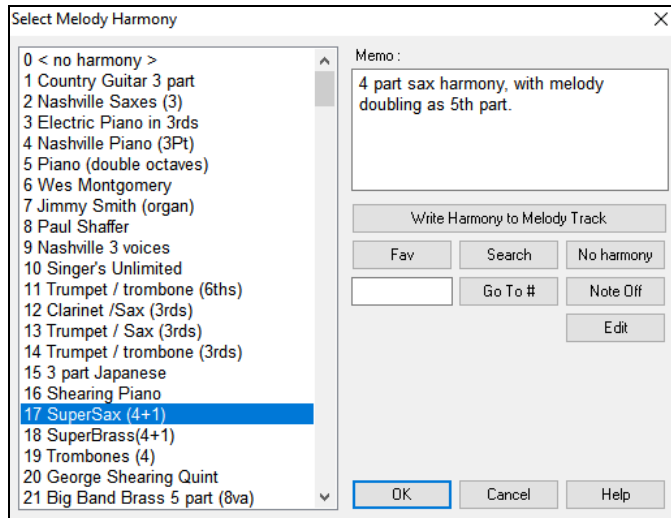 Select Melody Harmony
0 < no harmony >
1 Country Guitar 3 part
2 Nashville Saxes (3)
3 Electric Piano in 3rds
4 Nashville Piano (3Pt)
5 Piano (double octaves)
6 Wes Montgomery
7 Jimmy Smith (organ)
8 Paul Shaffer
9 Nashville 3 voices
10 Singer's Unlimited
11 Trumpet / trombone (6ths)
12 Clarinet /Sax (3rds)
13 Trumpet / Sax (3rds)
14 Trumpet / trombone (3rds)
15 3 part Japanese
16 Shearing Piano
17 SuperSax (4+1)
18 SuperBrass(4+1)
19 Trombones (4)
20 George Shearing Quint
21 Big Band Brass 5 part (8va)
Memo :
4 part sax harmony, with melody
doubling as 5th part.
Write Harmony to Melody Track
Fav Search No harmony
Go To # Note Off
Edit
OK Cancel Help